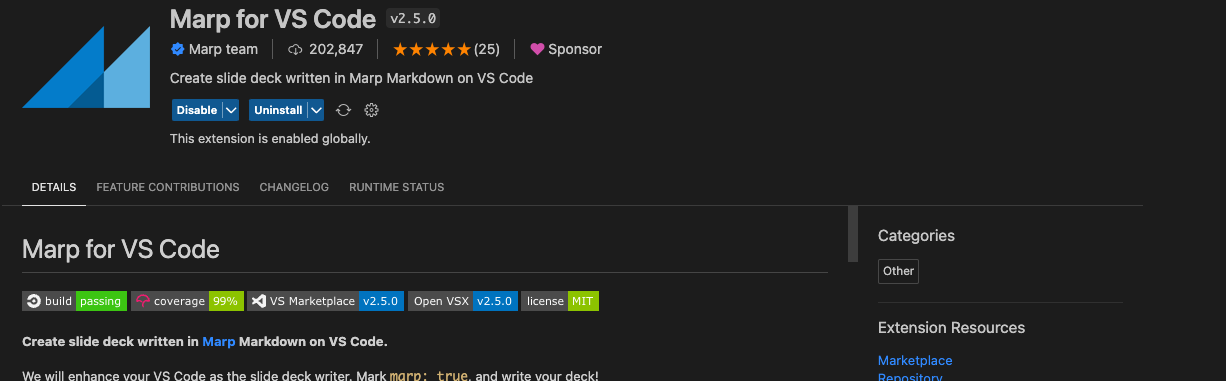 Marp for VS Code v2.5.0
Marp team 202,847 (25) Sponsor
Create slide deck written in Marp Markdown on VS Code
Disable Uninstall
This extension is enabled globally.
DETAILS FEATURE CONTRIBUTIONS CHANGELOG RUNTIME STATUS
Marp for VS Code
build passing coverage 99% VS Marketplace v2.5.0 Open VSX v2.5.0 license MIT
Create slide deck written in Marp Markdown on VS Code.
We will enhance your VS Code as the slide deck writer. Mark marp: true, and write your deck!
Categories
Other
Extension Resources
Marketplace
Repository